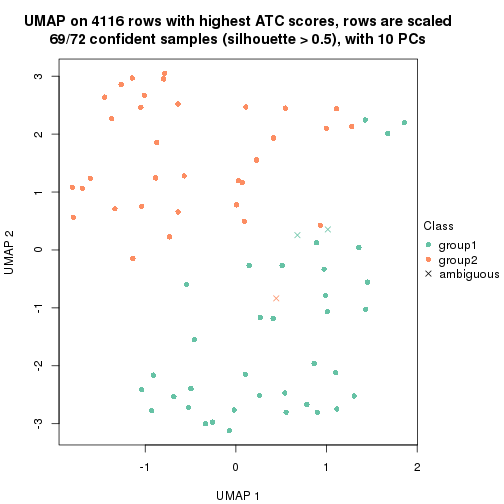 UMAP on 4116 rows with highest ATC scores, rows are scaled
69/72 confident samples (silhouette > 0.5), with 10 PCs
3
2
1
0
-1
-2
-3
UMAP 2
-1
0
1
2
UMAP 1
Class
group1
group2
ambiguous